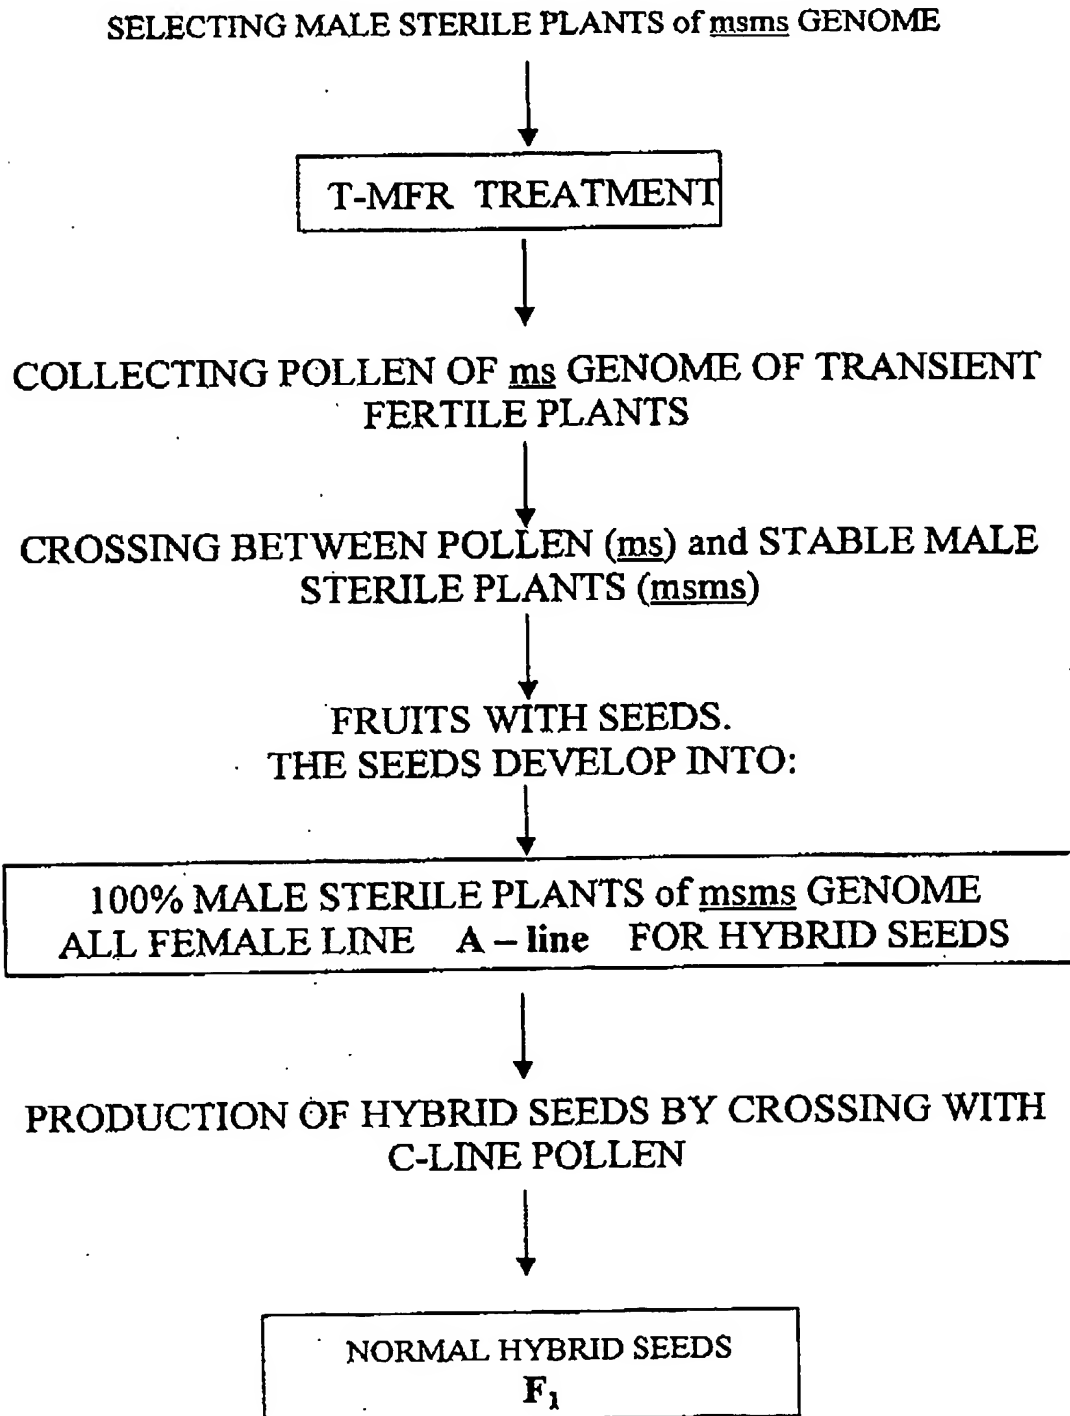 SELECTING MALE STERILE PLANTS of msms GENOME
T-MFR TREATMENT
COLLECTING POLLEN OF ms GENOME OF TRANSIENT
FERTILE PLANTS
CROSSING BETWEEN POLLEN (ms) and STABLE MALE
STERILE PLANTS (msms)
FRUITS WITH SEEDS.
THE SEEDS DEVELOP INTO:
100% MALE STERILE PLANTS of msms GENOME
ALL FEMALE LINE A – line FOR HYBRID SEEDS
PRODUCTION OF HYBRID SEEDS BY CROSSING WITH
C-LINE POLLEN
NORMAL HYBRID SEEDS
F₁